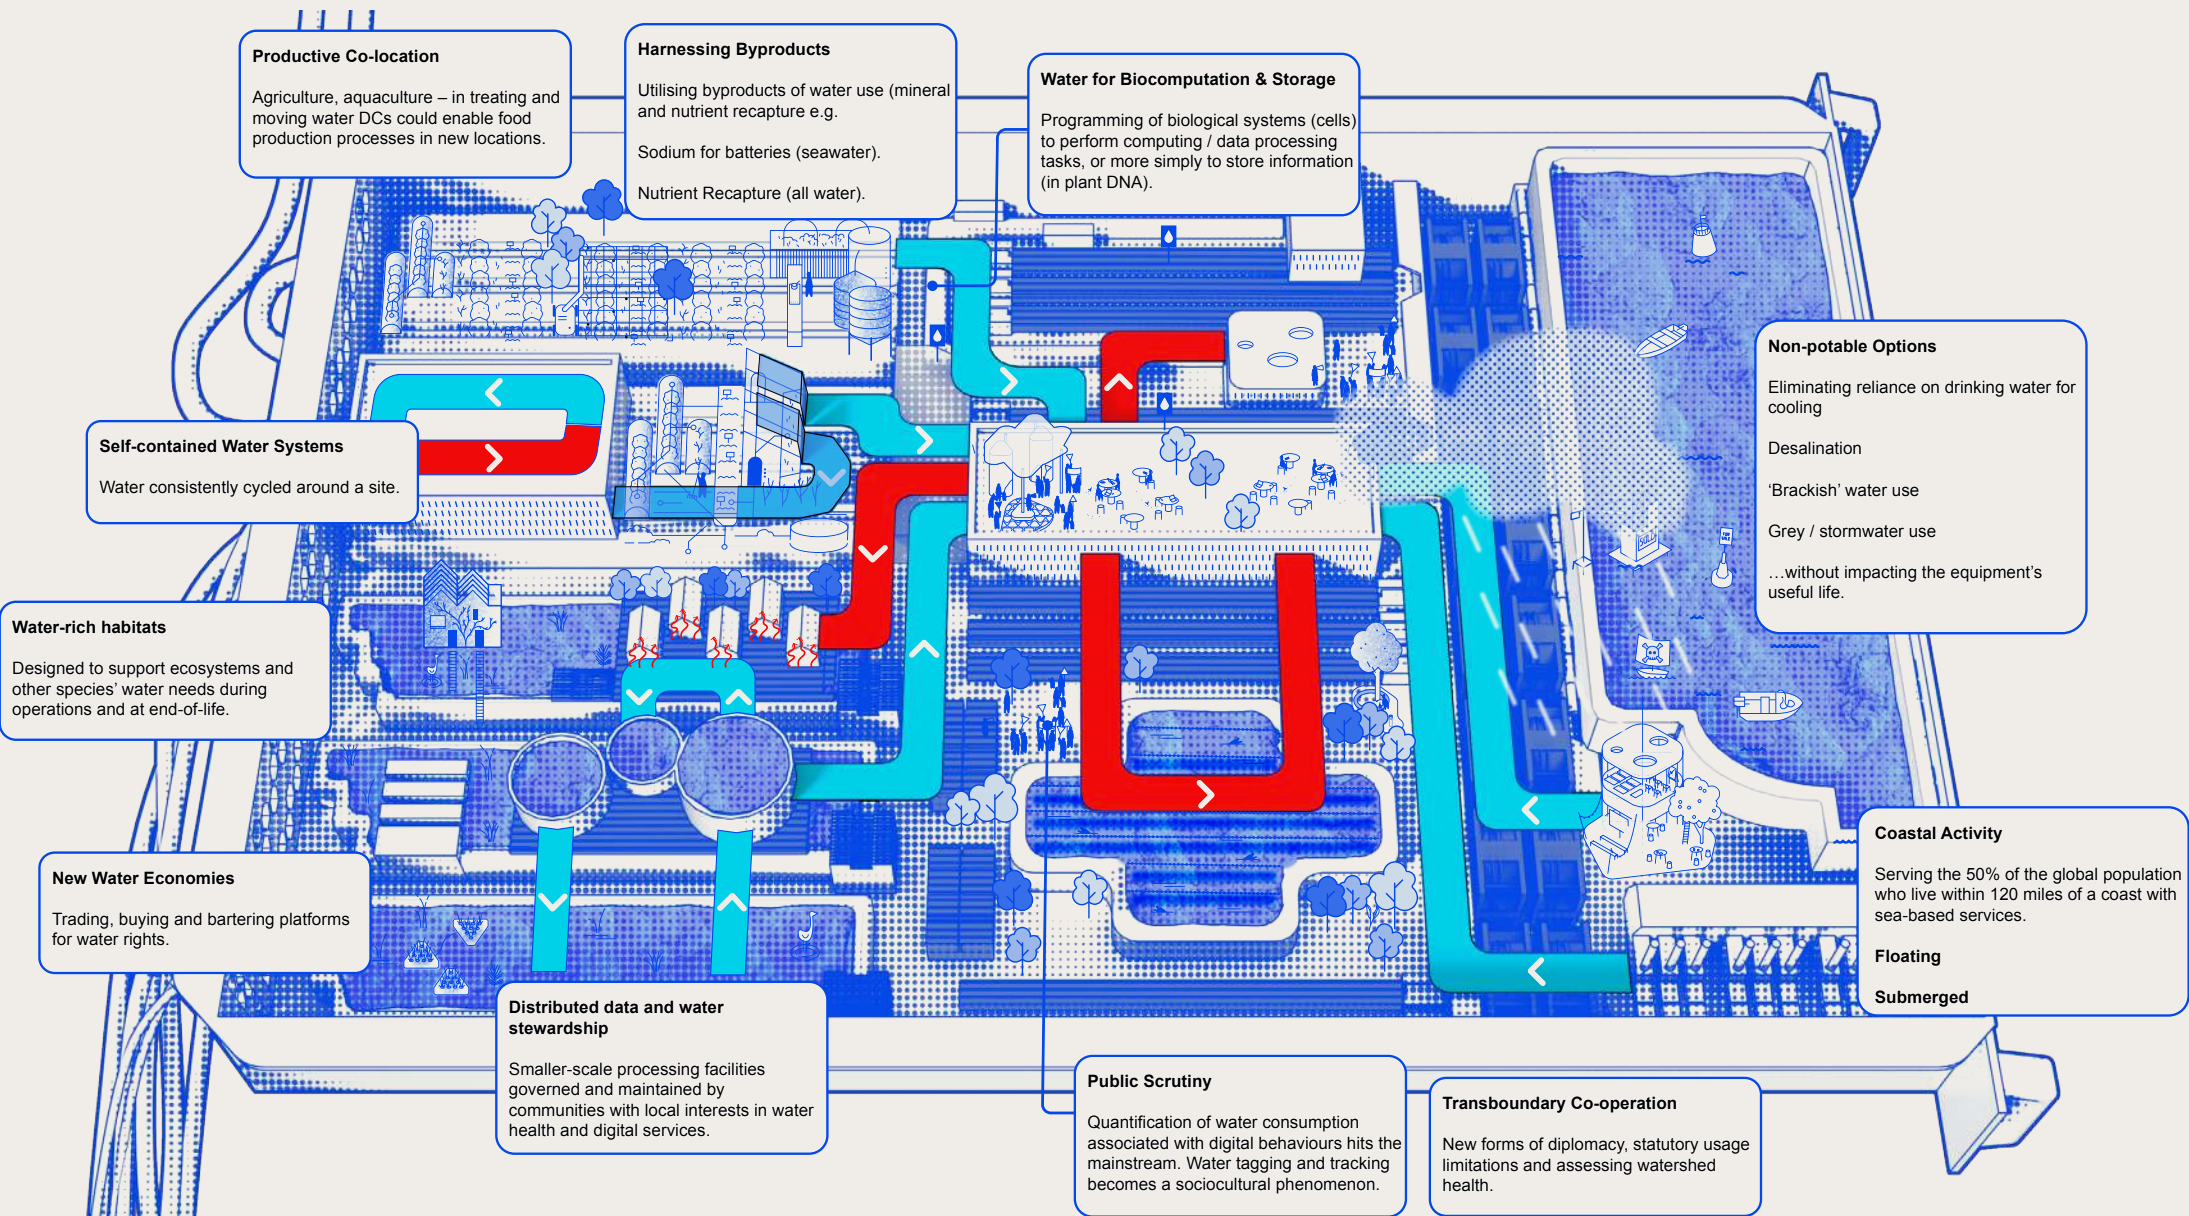 Productive Co-location
Agriculture, aquaculture – in treating and
moving water DCs could enable food
production processes in new locations.
Harnessing Byproducts
Utilising byproducts of water use (mineral
and nutrient recapture e.g.
Sodium for batteries (seawater).
Nutrient Recapture (all water).
Water for Biocomputation & Storage
Programming of biological systems (cells)
to perform computing / data processing
tasks, or more simply to store information
(in plant DNA).
Non-potable Options
Eliminating reliance on drinking water for
cooling
Desalination
‘Brackish’ water use
Grey / stormwater use
…without impacting the equipment’s
useful life.
Self-contained Water Systems
Water consistently cycled around a site.
Water-rich habitats
Designed to support ecosystems and
other species’ water needs during
operations and at end-of-life.
New Water Economies
Trading, buying and bartering platforms
for water rights.
Coastal Activity
Serving the 50% of the global population
who live within 120 miles of a coast with
sea-based services.
Floating
Submerged
Distributed data and water
stewardship
Smaller-scale processing facilities
governed and maintained by
communities with local interests in water
health and digital services.
Public Scrutiny
Quantification of water consumption
associated with digital behaviours hits the
mainstream. Water tagging and tracking
becomes a sociocultural phenomenon.
Transboundary Co-operation
New forms of diplomacy, statutory usage
limitations and assessing watershed
health.